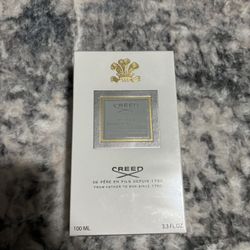 CREED
CREED
DE PÈRE EN FILS DEPUIS 1760
FROM FATHER TO SON SINCE 1760
100 ML
3.3 FL.OZ